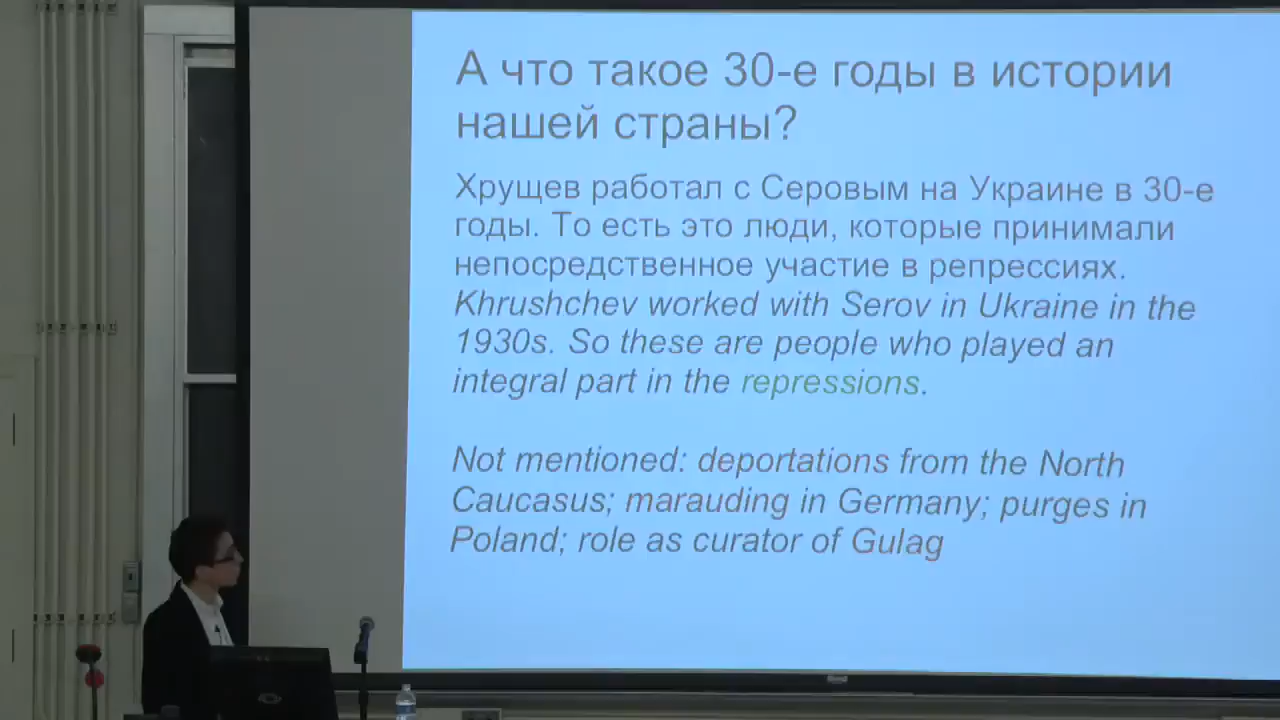 А что такое 30-е годы в истории
нашей страны?
Хрущев работал с Серовым на Украине в 30-е
годы. То есть это люди, которые принимали
непосредственное участие в репрессиях.
Khrushchev worked with Serov in Ukraine in the
1930s. So these are people who played an
integral part in the repressions.
Not mentioned: deportations from the North
Caucasus; marauding in Germany; purges in
Poland; role as curator of Gulag